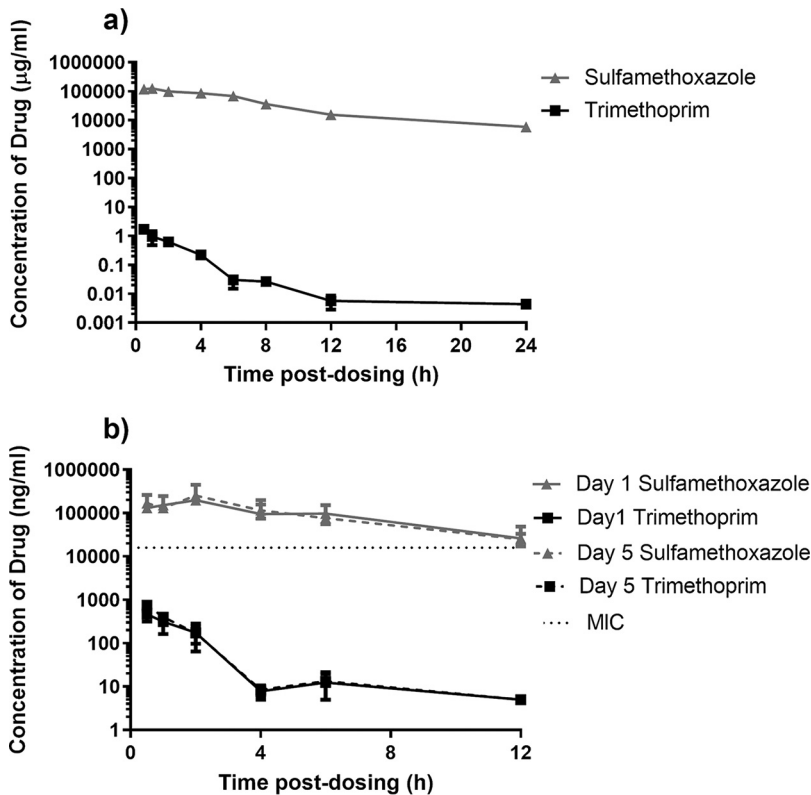 a)
Concentration of Drug (μg/ml)
1000000
100000
10000
1000
100
10
1
0.1
0.01
0.001
0 4 8 12 16 20 24
Time post-dosing (h)
Sulfamethoxazole
Trimethoprim
b)
Concentration of Drug (ng/ml)
1000000
100000
10000
1000
100
10
1
0 4 8 12
Time post-dosing (h)
Day 1 Sulfamethoxazole
Day1 Trimethoprim
Day 5 Sulfamethoxazole
Day 5 Trimethoprim
MIC